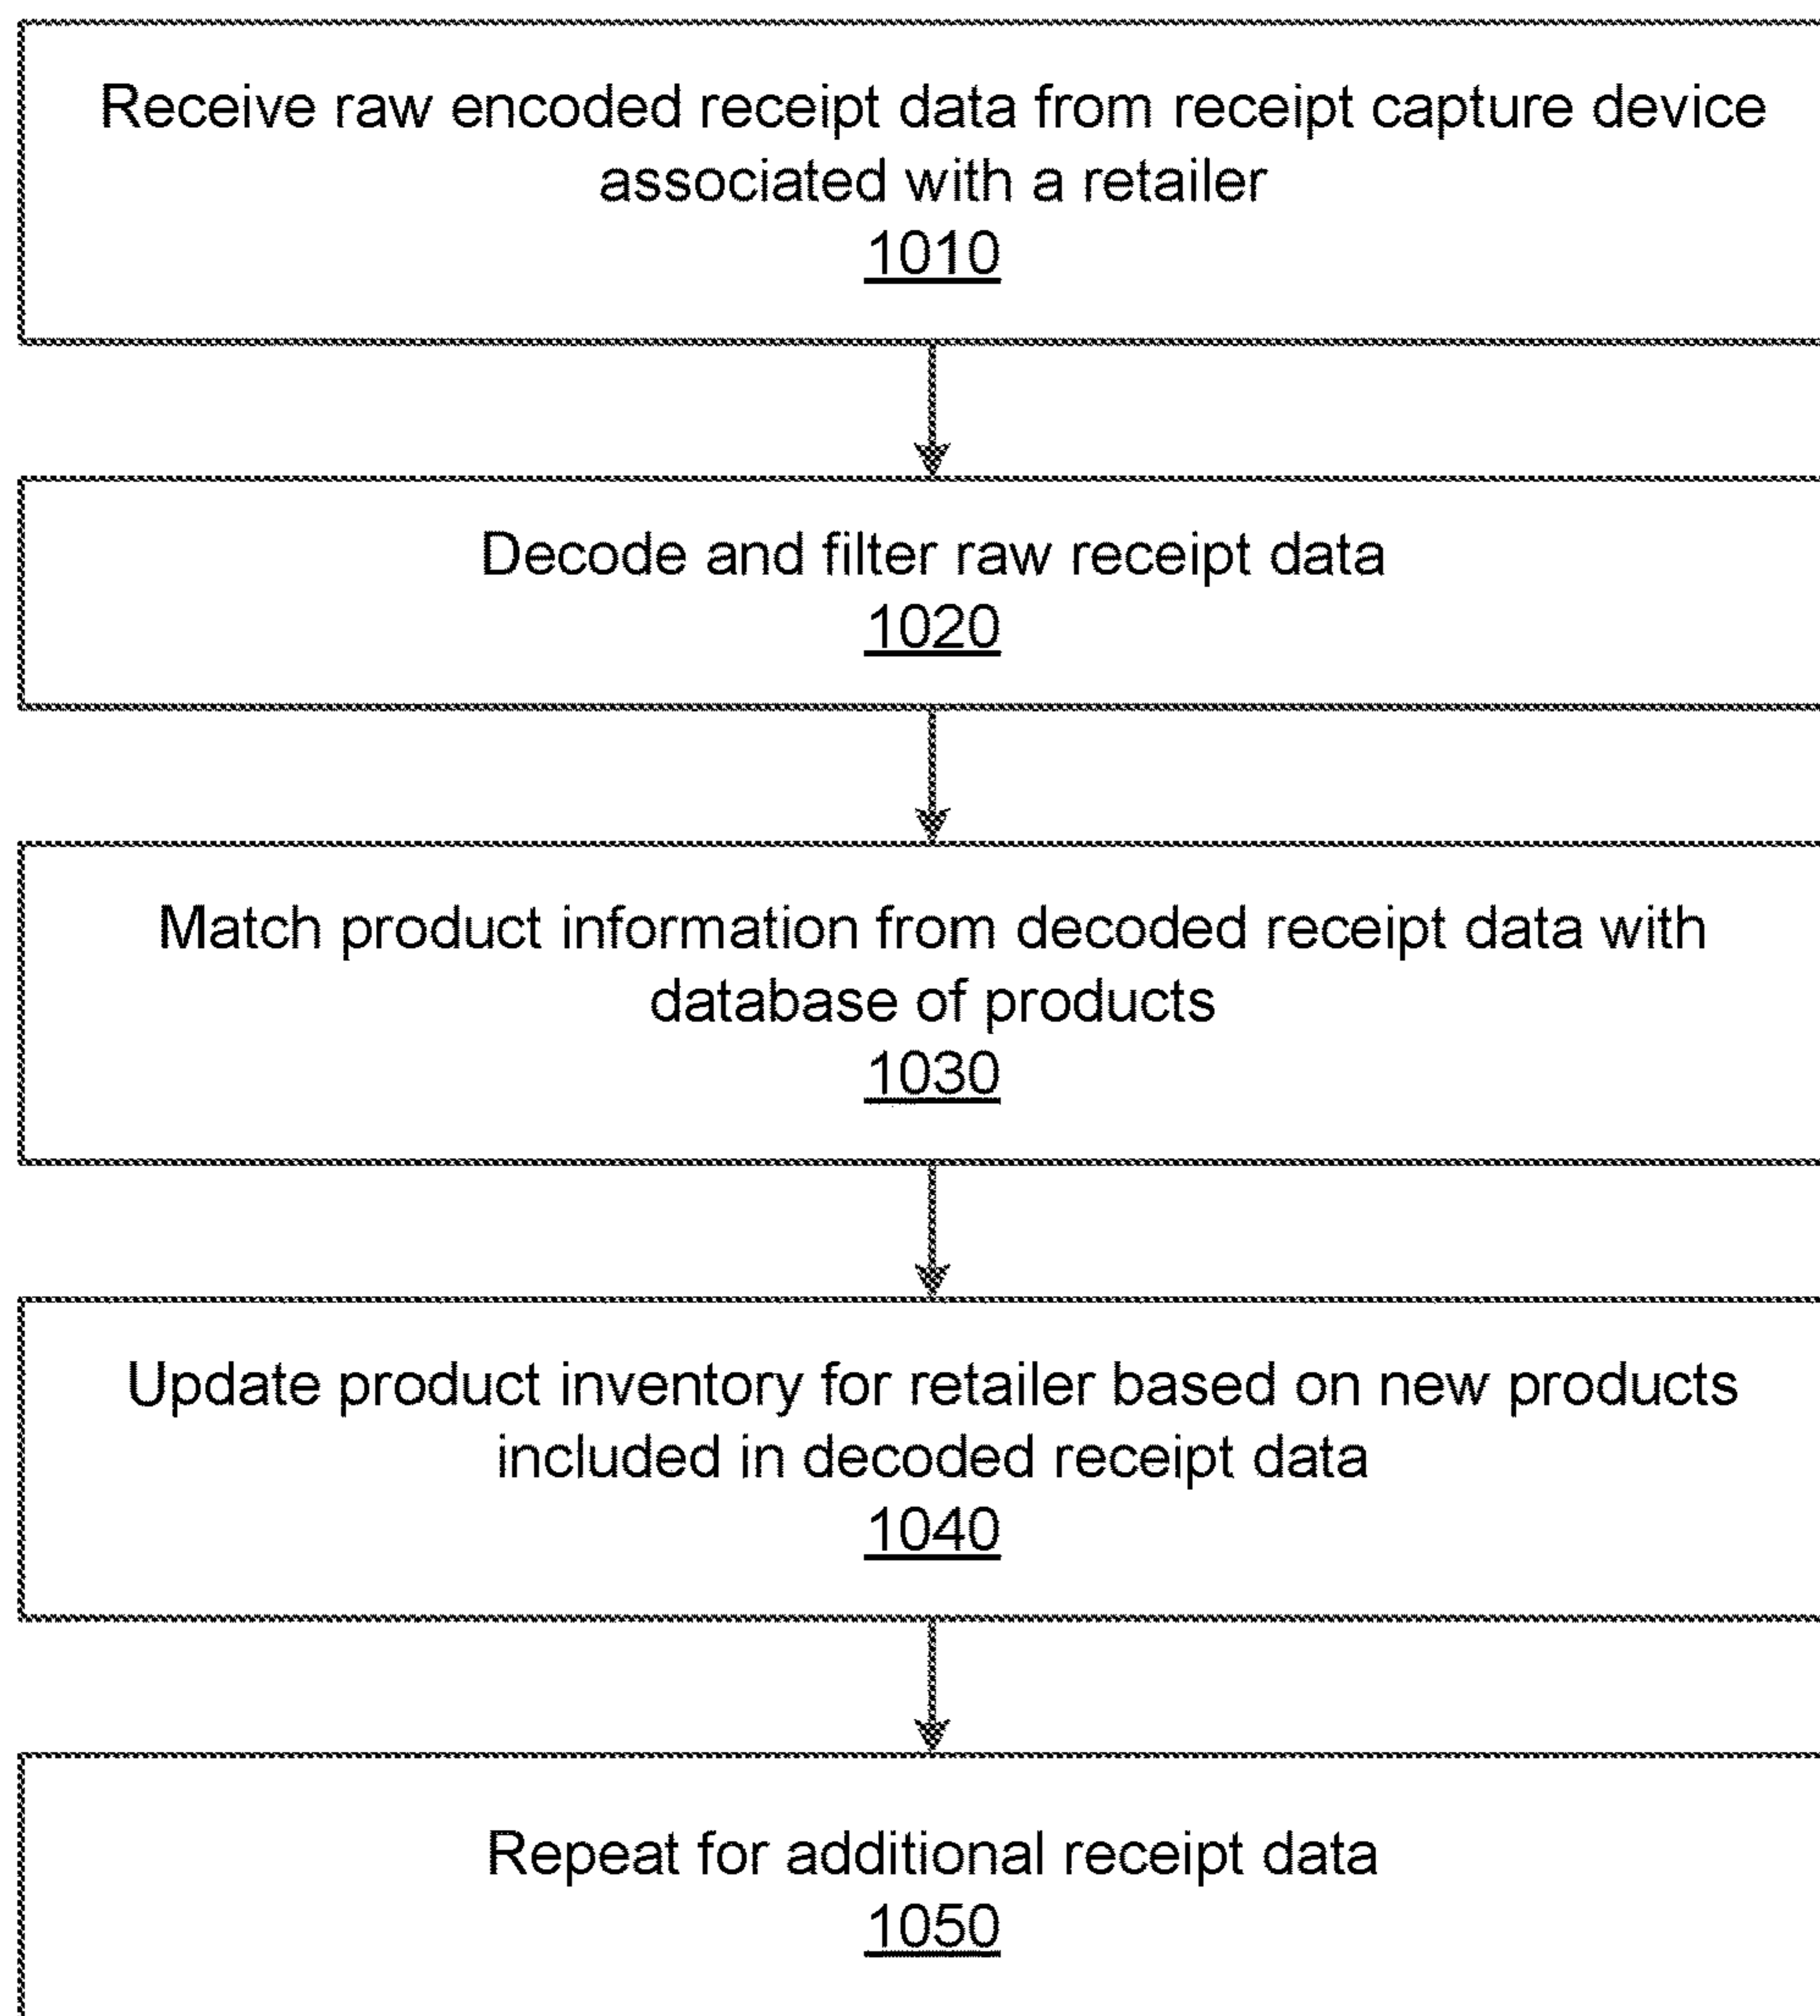 Receive raw encoded receipt data from receipt capture device
associated with a retailer
1010
Decode and filter raw receipt data
1020
Match product information from decoded receipt data with
database of products
1030
Update product inventory for retailer based on new products
included in decoded receipt data
1040
Repeat for additional receipt data
1050